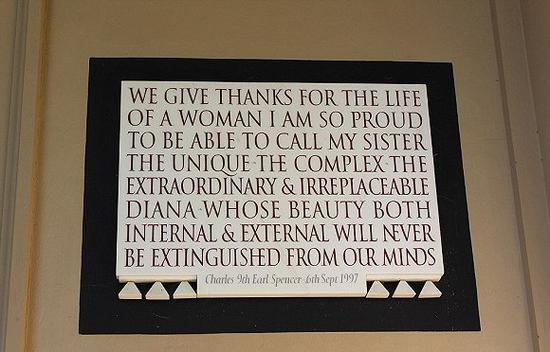 WE GIVE THANKS FOR THE LIFE
OF A WOMAN I AM SO PROUD
TO BE ABLE TO CALL MY SISTER
THE UNIQUE·THE COMPLEX·THE
EXTRAORDINARY & IRREPLACEABLE
DIANA·WHOSE BEAUTY BOTH
INTERNAL & EXTERNAL WILL NEVER
BE EXTINGUISHED FROM OUR MINDS
Charles 9th Earl Spencer·6th Sept 1997